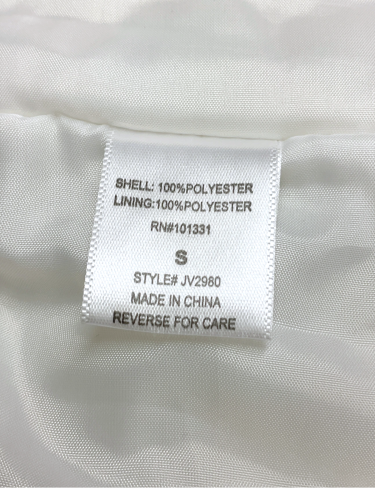 SHELL: 100%POLYESTER
LINING:100%POLYESTER
RN#101331
S
STYLE# JV2980
MADE IN CHINA
REVERSE FOR CARE